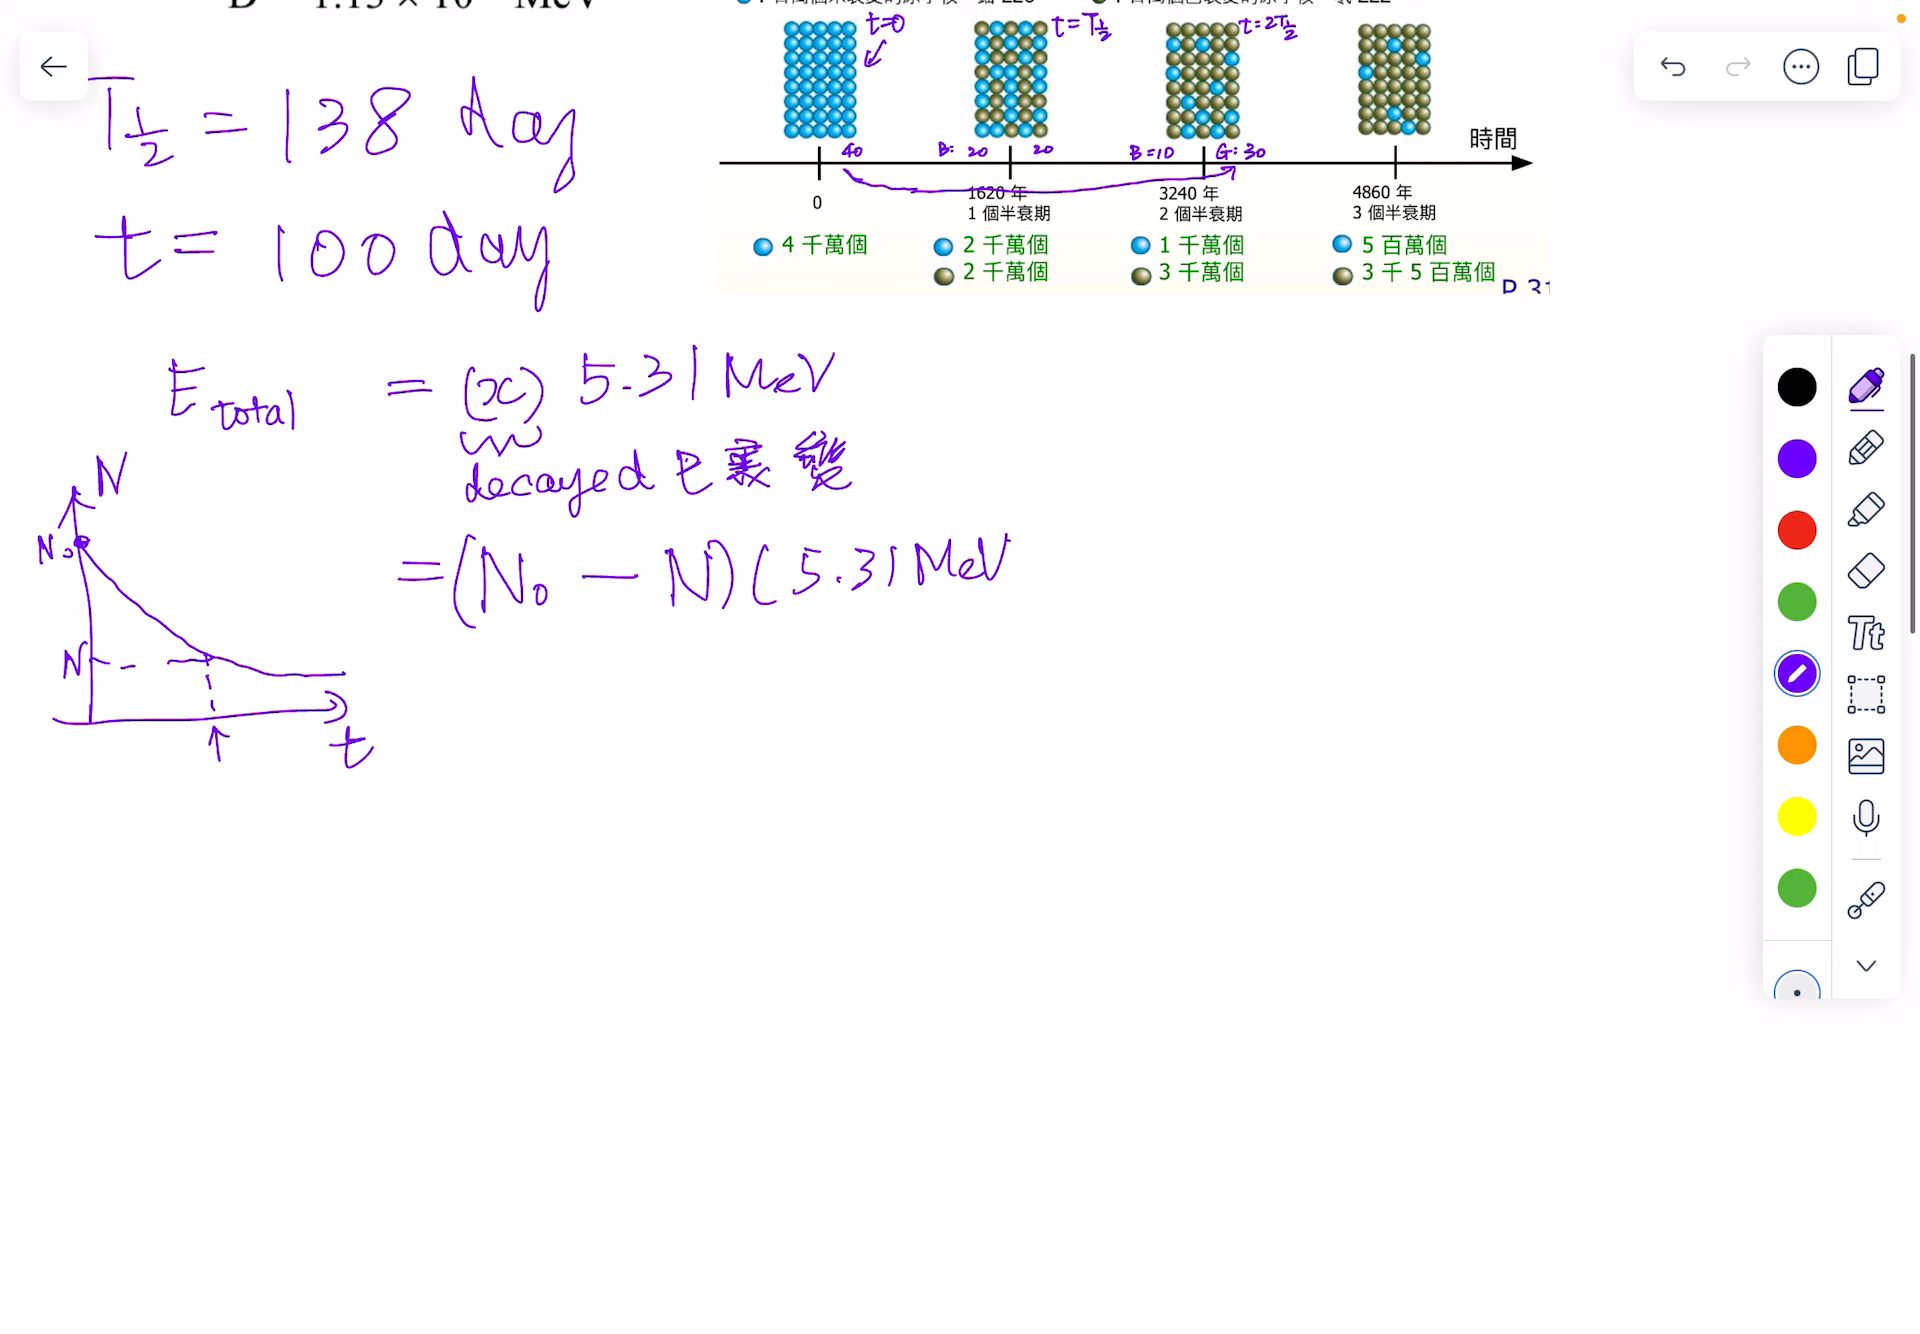 T½ = 138 day
t = 100 day
t=0
t=T½
t=2T½
時間
40
B: 20 20
B=10 G: 30
0
1620 年
1 個半衰期
3240 年
2 個半衰期
4860 年
3 個半衰期
4 千萬個
2 千萬個
2 千萬個
1 千萬個
3 千萬個
5 百萬個
3 千 5 百萬個
E total = (x) 5.31 MeV
decayed 已衰變
= (N₀ − N) (5.31 MeV
N
N₀
N
t
Tt